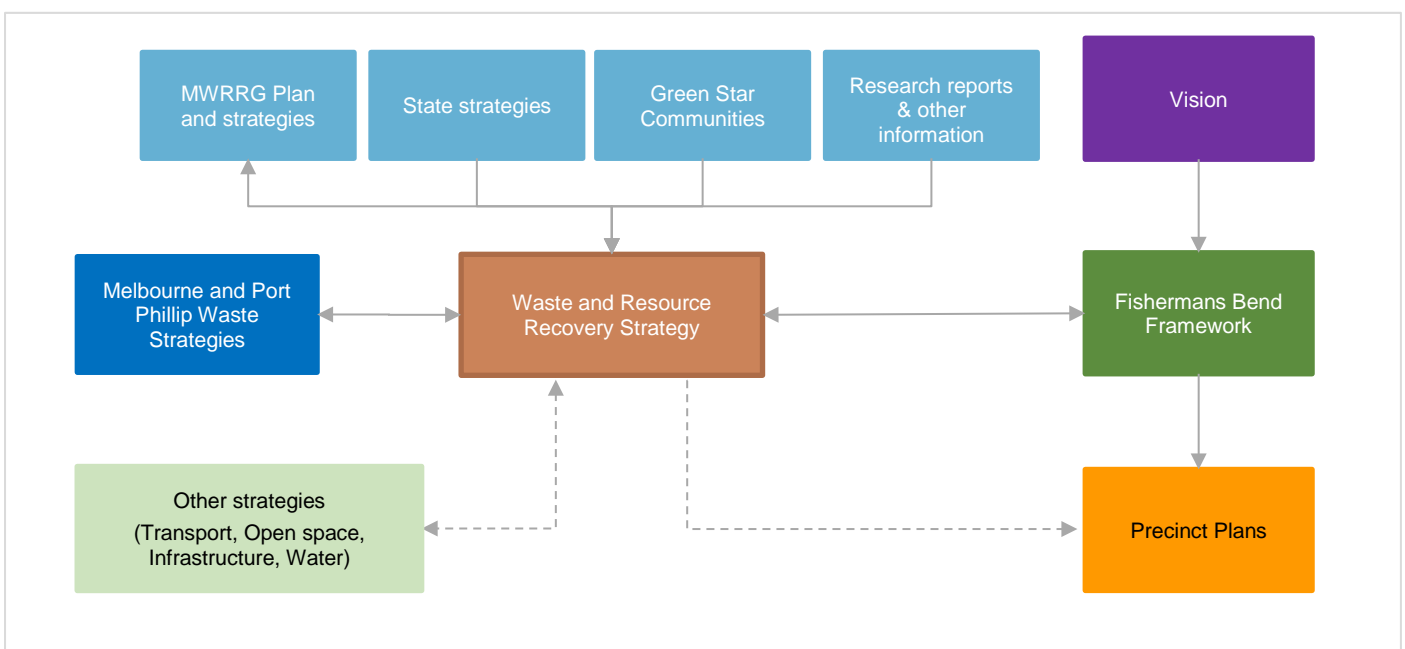 MWRRG Plan
and strategies
State strategies
Green Star
Communities
Research reports
& other
information
Vision
Melbourne and Port
Phillip Waste
Strategies
Waste and Resource
Recovery Strategy
Fishermans Bend
Framework
Other strategies
(Transport, Open space,
Infrastructure, Water)
Precinct Plans